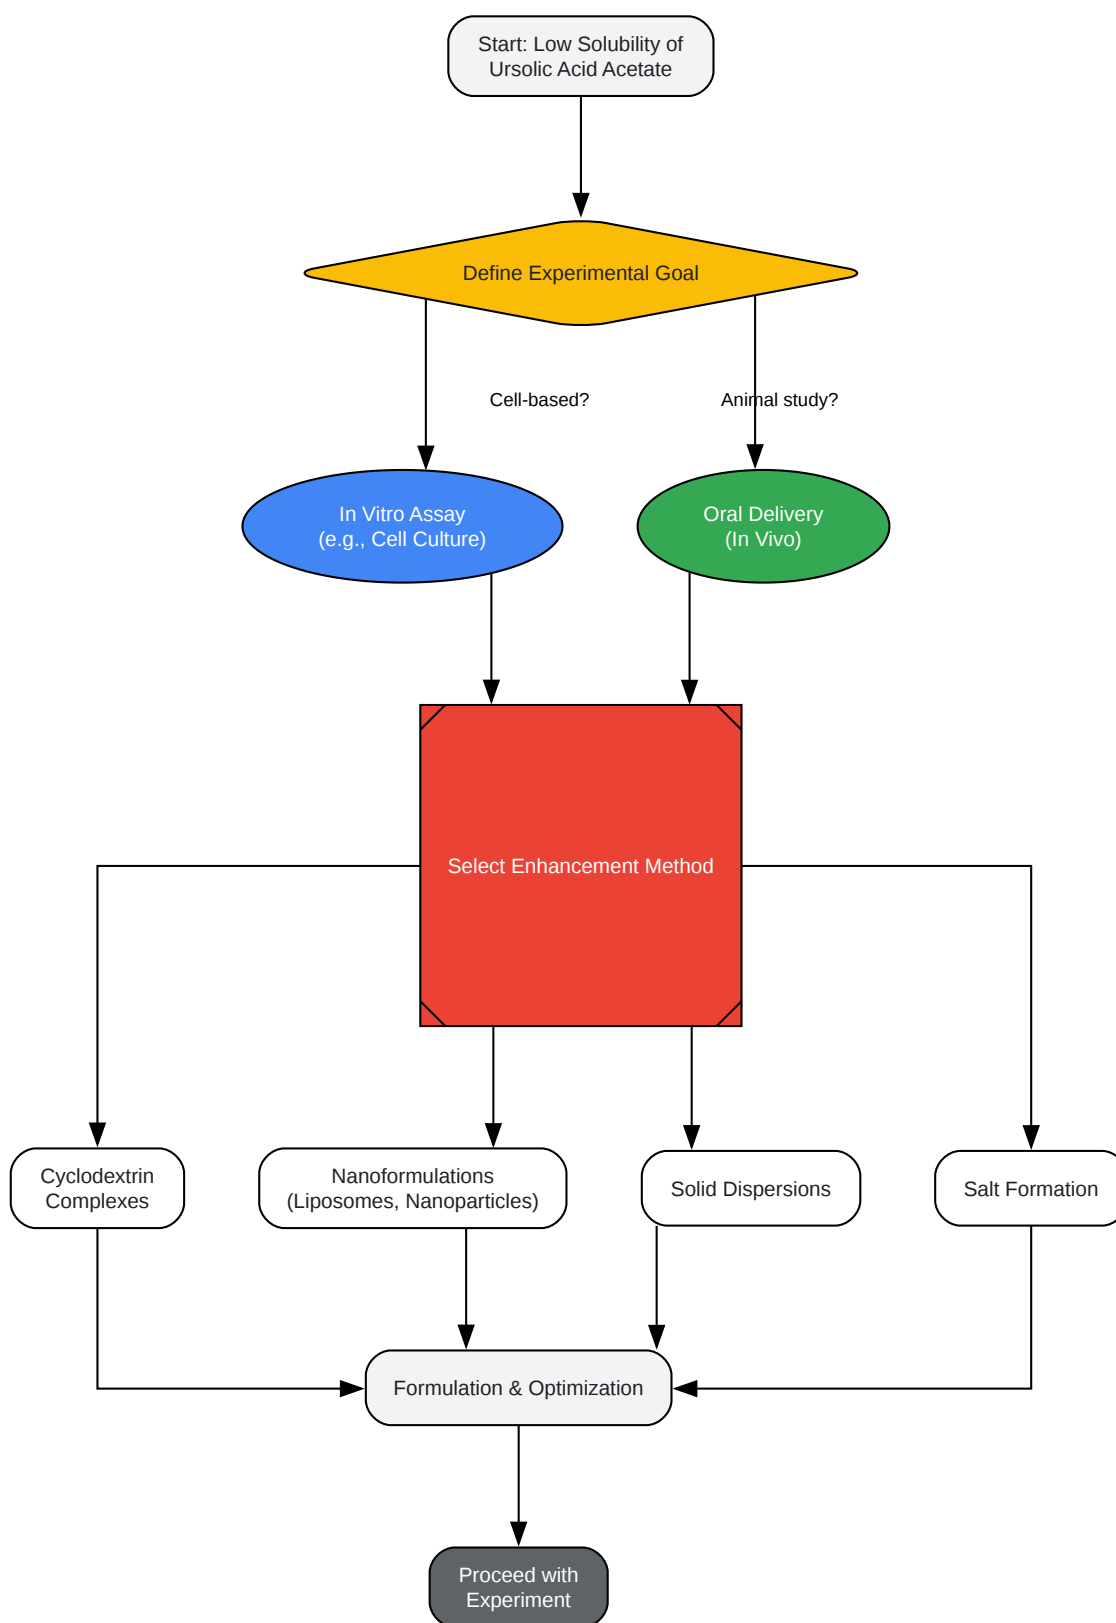 Start: Low Solubility of
Ursolic Acid Acetate
Define Experimental Goal
Cell-based?
Animal study?
In Vitro Assay
(e.g., Cell Culture)
Oral Delivery
(In Vivo)
Select Enhancement Method
Cyclodextrin
Complexes
Nanoformulations
(Liposomes, Nanoparticles)
Solid Dispersions
Salt Formation
Formulation & Optimization
Proceed with
Experiment